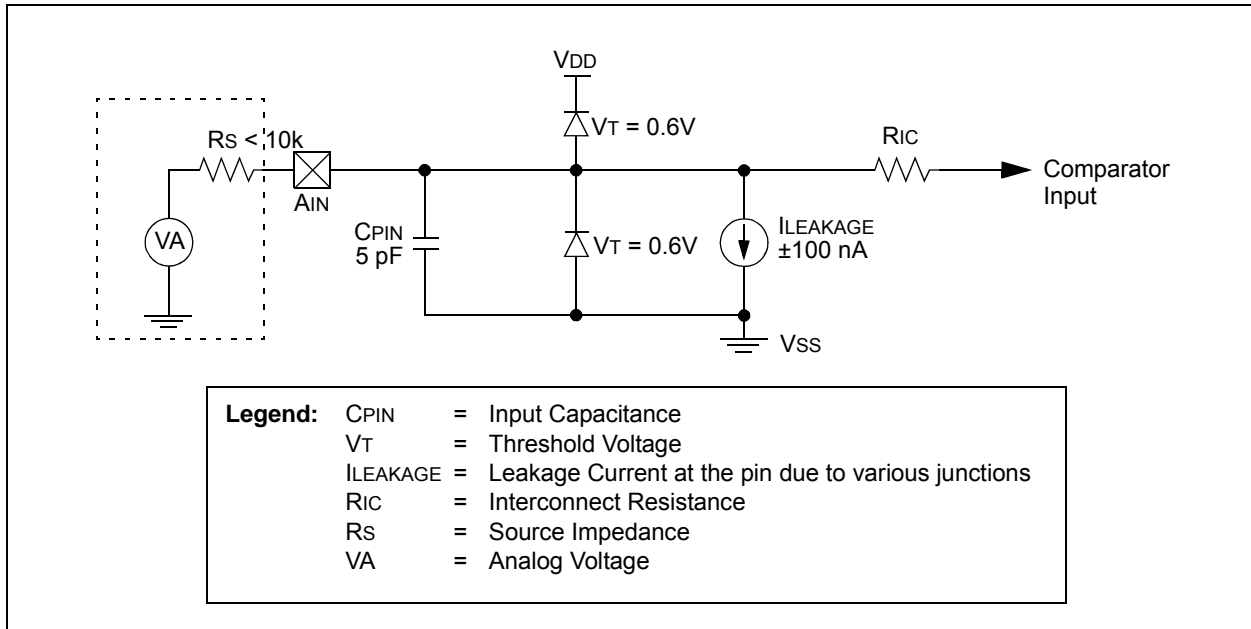 VDD
VT = 0.6V
RS < 10k
RIC
AIN
Comparator
Input
VA
CPIN
5 pF
VT = 0.6V
ILEAKAGE
±100 nA
VSS
Legend: CPIN = Input Capacitance
VT = Threshold Voltage
ILEAKAGE = Leakage Current at the pin due to various junctions
RIC = Interconnect Resistance
RS = Source Impedance
VA = Analog Voltage